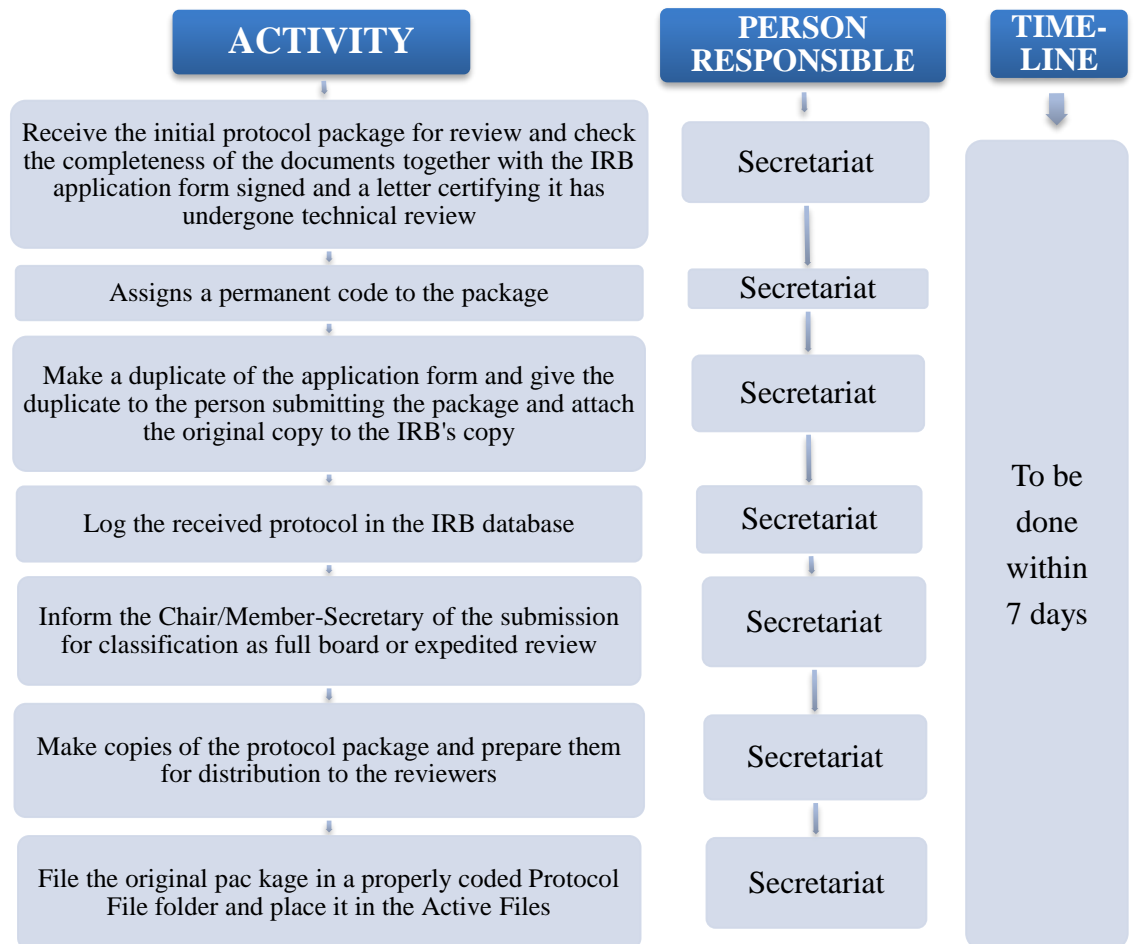 ACTIVITY
PERSON
RESPONSIBLE
TIME-
LINE
Receive the initial protocol package for review and check
the completeness of the documents together with the IRB
application form signed and a letter certifying it has
undergone technical review
Secretariat
Assigns a permanent code to the package
Secretariat
Make a duplicate of the application form and give the
duplicate to the person submitting the package and attach
the original copy to the IRB's copy
Secretariat
Log the received protocol in the IRB database
Secretariat
Inform the Chair/Member-Secretary of the submission
for classification as full board or expedited review
Secretariat
Make copies of the protocol package and prepare them
for distribution to the reviewers
Secretariat
File the original pac kage in a properly coded Protocol
File folder and place it in the Active Files
Secretariat
To be
done
within
7 days